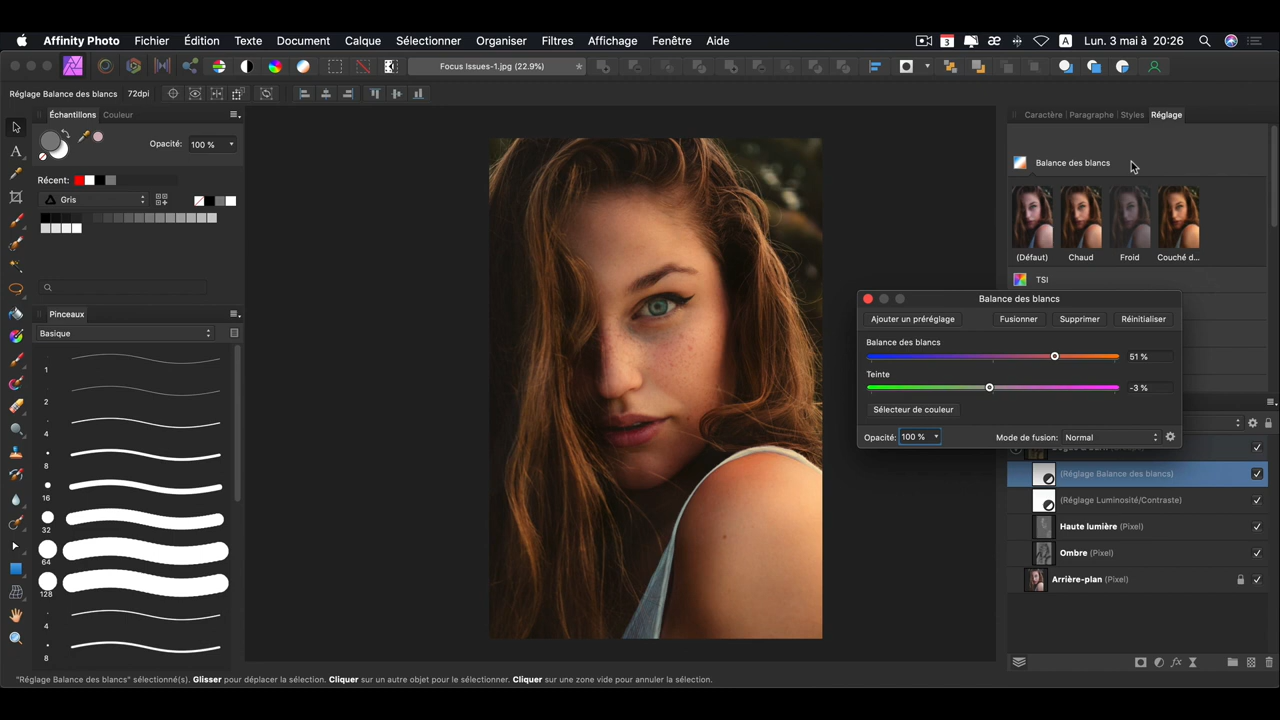 Affinity Photo Fichier Édition Texte Document Calque Sélectionner Organiser Filtres Affichage Fenêtre Aide 3 æ A Lun. 3 mai à 20:26
Focus Issues-1.jpg (22.9%) *
Réglage Balance des blancs 72dpi
Échantillons Couleur
Opacité: 100 %
Récent:
Gris
Pinceaux
Basique
1
2
4
8
16
32
64
128
4
8
Caractère Paragraphe Styles Réglage
Balance des blancs
(Défaut) Chaud Froid Couché d...
TSI
Balance des blancs
Ajouter un préréglage Fusionner Supprimer Réinitialiser
Balance des blancs
51 %
Teinte
-3 %
Sélecteur de couleur
Opacité: 100 % Mode de fusion: Normal
(Réglage Balance des blancs)
(Réglage Luminosité/Contraste)
Haute lumière (Pixel)
Ombre (Pixel)
Arrière-plan (Pixel)
"Réglage Balance des blancs" sélectionné(s). Glisser pour déplacer la sélection. Cliquer sur un autre objet pour le sélectionner. Cliquer sur une zone vide pour annuler la sélection.